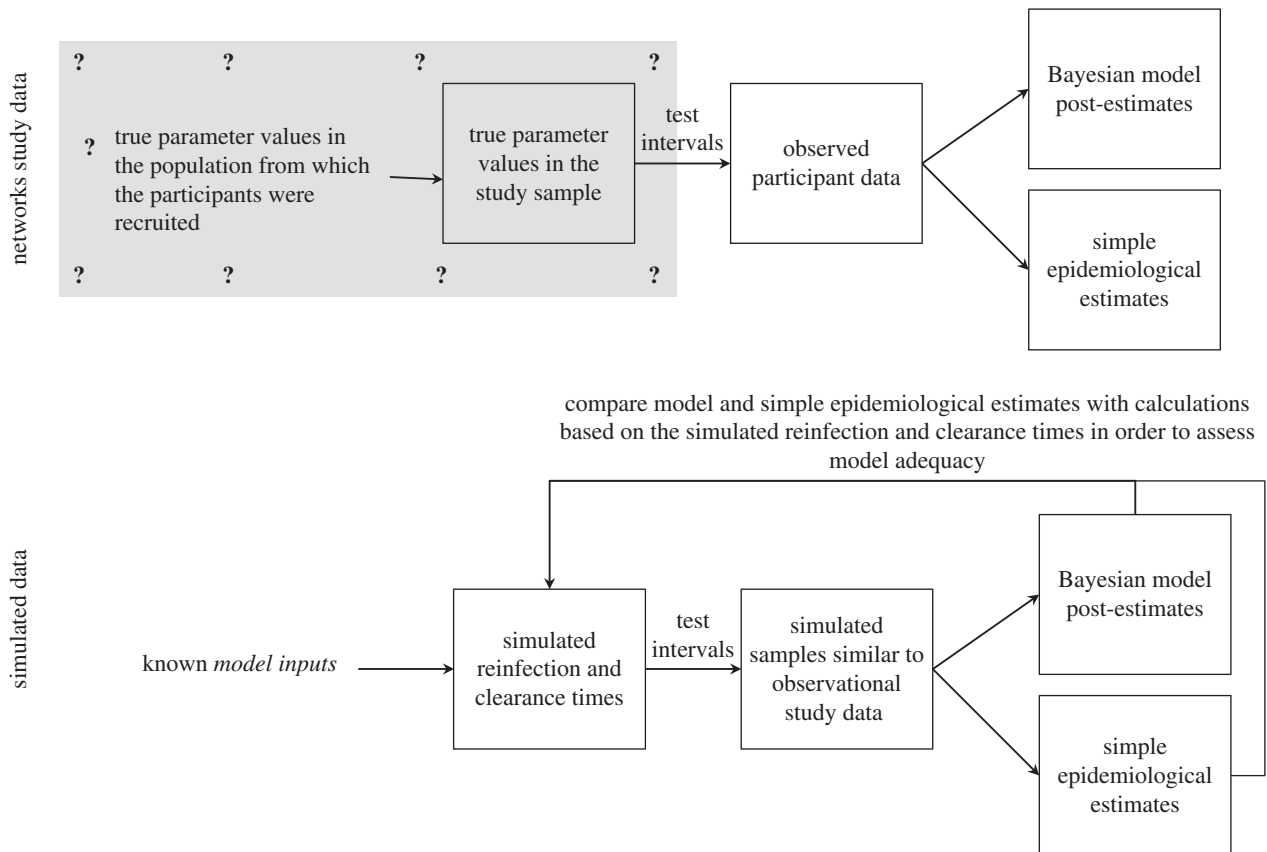 networks study data
?
?
?
?
?
true parameter values in
the population from which
the participants were
recruited
true parameter
values in the
study sample
?
?
?
?
test
intervals
observed
participant data
Bayesian model
post-estimates
simple
epidemiological
estimates
compare model and simple epidemiological estimates with calculations
based on the simulated reinfection and clearance times in order to assess
model adequacy
simulated data
known model inputs
simulated
reinfection and
clearance times
test
intervals
simulated
samples similar to
observational
study data
Bayesian model
post-estimates
simple
epidemiological
estimates